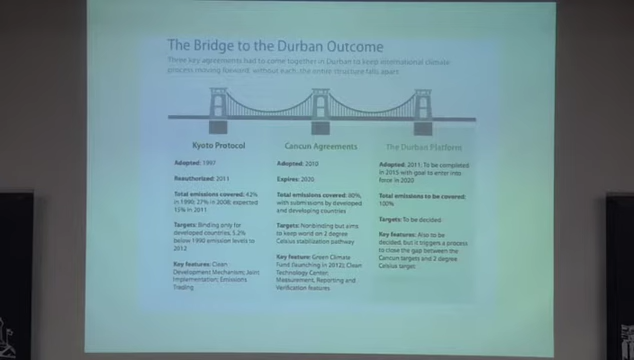 The Bridge to the Durban Outcome
Three key agreements had to come together in Durban to keep international climate
process moving forward; without each, the entire structure falls apart.
Kyoto Protocol
Adopted: 1997
Reauthorized: 2011
Total emissions covered: 42%
in 1990; 27% in 2008; expected
15% in 2011
Targets: Binding only for
developed countries, 5.2%
below 1990 emission levels to
2012
Key features: Clean
Development Mechanism; Joint
Implementation; Emissions
Trading
Cancun Agreements
Adopted: 2010
Expires: 2020
Total emissions covered: 80%,
with submissions by developed
and developing countries
Targets: Nonbinding but aims
to keep world on 2 degree
Celsius stabilization pathway
Key feature: Green Climate
Fund (launching in 2012); Clean
Technology Center,
Measurement, Reporting and
Verification features
The Durban Platform
Adopted: 2011; To be completed
in 2015 with goal to enter into
force in 2020
Total emissions to be covered:
100%
Targets: To be decided
Key features: Also to be
decided, but it triggers a process
to close the gap between the
Cancun targets and 2 degree
Celsius target